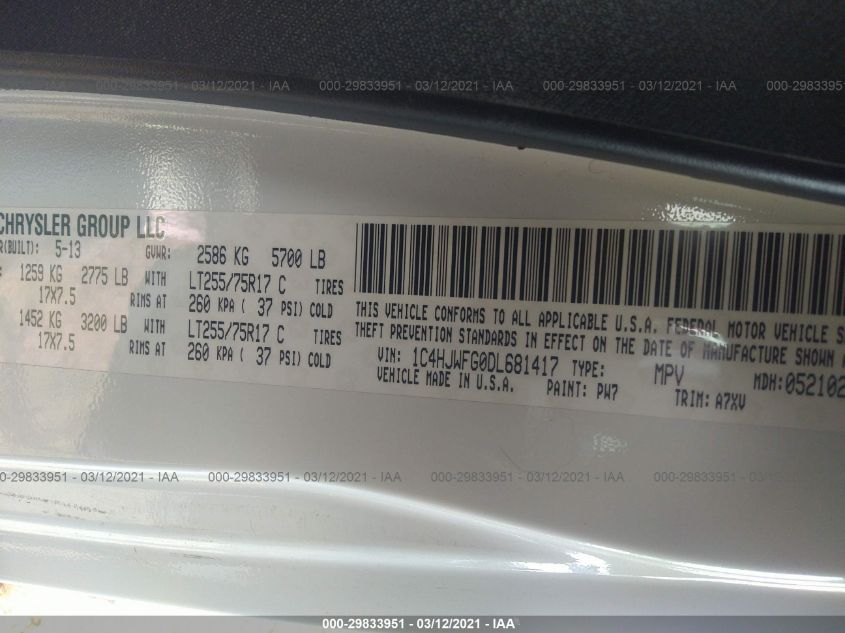 000-29833951 - 03/12/2021 - IAA
000-29833951 - 03/12/2021 - IAA
000-29833951 - 03/12/2021 - IAA
000-
CHRYSLER GROUP LLC
R(BUILT): 5-13 GVWR: 2586 KG 5700 LB
: 1259 KG 2775 LB WITH LT255/75R17 C TIRES
17X7.5 RIMS AT 260 KPA ( 37 PSI) COLD
: 1452 KG 3200 LB WITH LT255/75R17 C TIRES
17X7.5 RIMS AT 260 KPA ( 37 PSI) COLD
THIS VEHICLE CONFORMS TO ALL APPLICABLE U.S.A. FEDERAL MOTOR VEHICLE S
THEFT PREVENTION STANDARDS IN EFFECT ON THE DATE OF MANUFACTURE SHOWN
VIN: 1C4HJWFG0DL681417 TYPE: MPV MDH:052102
VEHICLE MADE IN U.S.A. PAINT: PW7 TRIM: A7XV
0-29833951 - 03/12/2021 - IAA
000-29833951 - 03/12/2021 - IAA
000-29833951 - 03/12/2021 - IAA
000-29833951 - 03/12/2021 - IAA
000-29833951 - 03/12/2021 - IAA